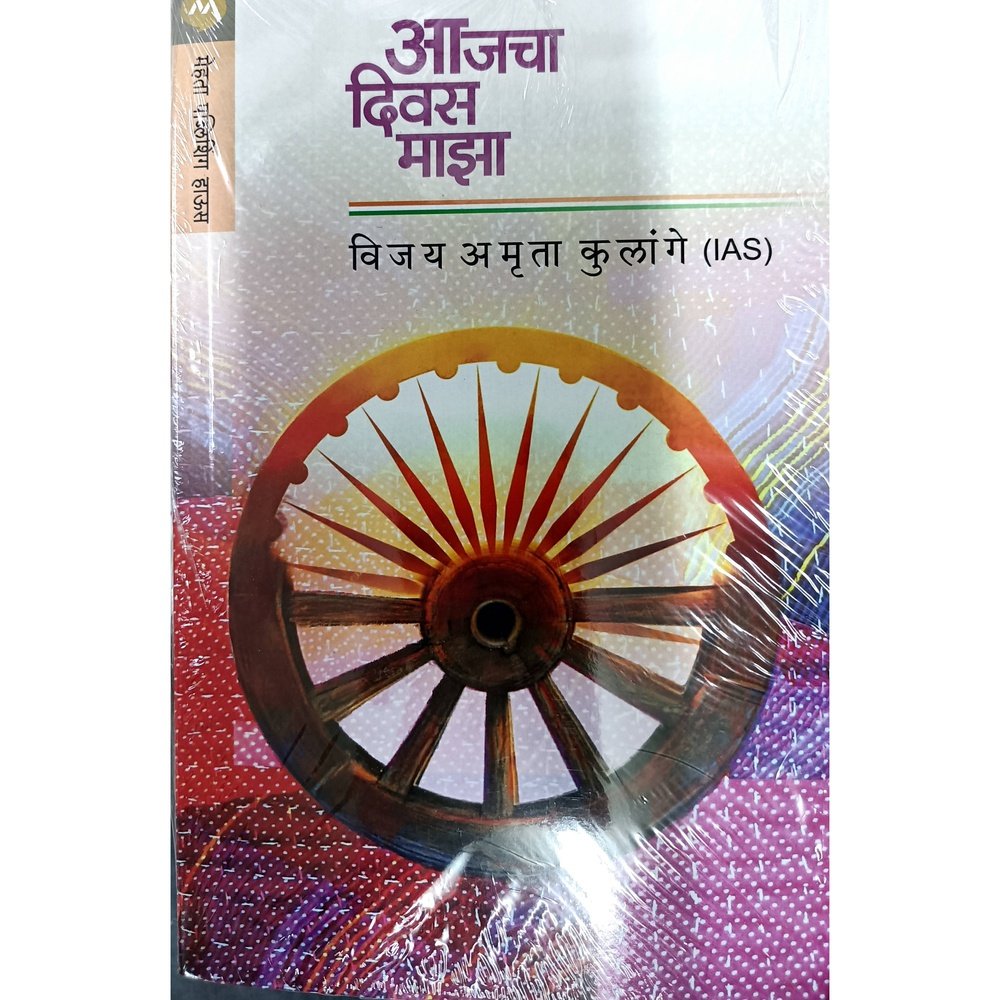 मेहता पब्लिशिंग हाऊस
आजचा
दिवस
माझा
विजय अमृता कुलांगे (IAS)